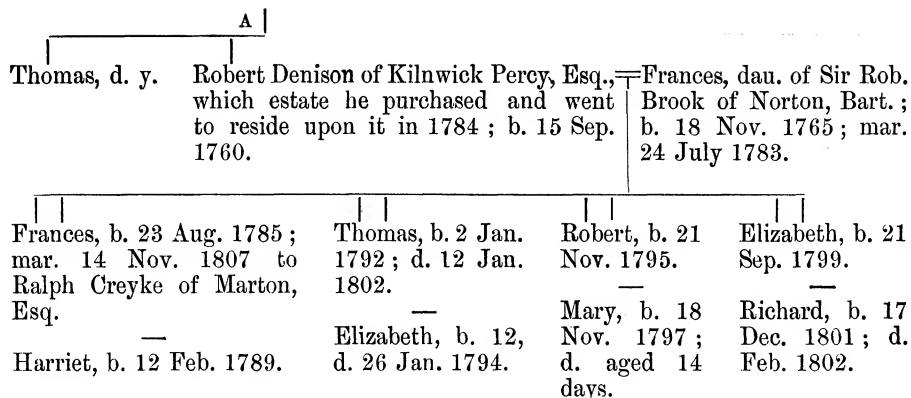 A
Thomas, d. y.
Robert Denison of Kilnwick Percy, Esq.,
which estate he purchased and went
to reside upon it in 1784 ; b. 15 Sep.
1760.
Frances, dau. of Sir Rob.
Brook of Norton, Bart. ;
b. 18 Nov. 1765 ; mar.
24 July 1783.
Frances, b. 23 Aug. 1785 ;
mar. 14 Nov. 1807 to
Ralph Creyke of Marton,
Esq.
—
Harriet, b. 12 Feb. 1789.
Thomas, b. 2 Jan.
1792 ; d. 12 Jan.
1802.
—
Elizabeth, b. 12,
d. 26 Jan. 1794.
Robert, b. 21
Nov. 1795.
—
Mary, b. 18
Nov. 1797 ;
d. aged 14
days.
Elizabeth, b. 21
Sep. 1799.
—
Richard, b. 17
Dec. 1801 ; d.
Feb. 1802.